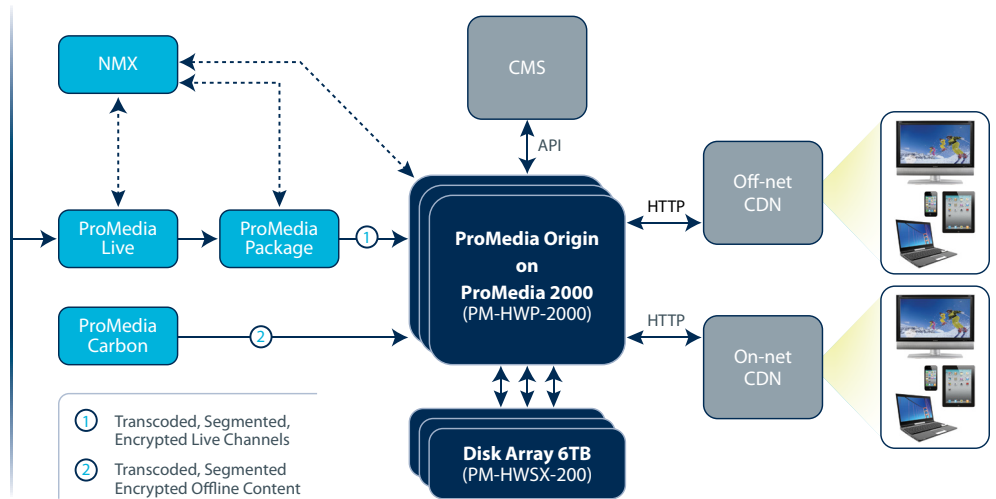 NMX
CMS
API
Off-net
CDN
HTTP
ProMedia
Live
ProMedia
Package
1
ProMedia Origin
on
ProMedia 2000
(PM-HWP-2000)
ProMedia
Carbon
2
HTTP
On-net
CDN
1 Transcoded, Segmented,
Encrypted Live Channels
2 Transcoded, Segmented
Encrypted Offline Content
Disk Array 6TB
(PM-HWSX-200)